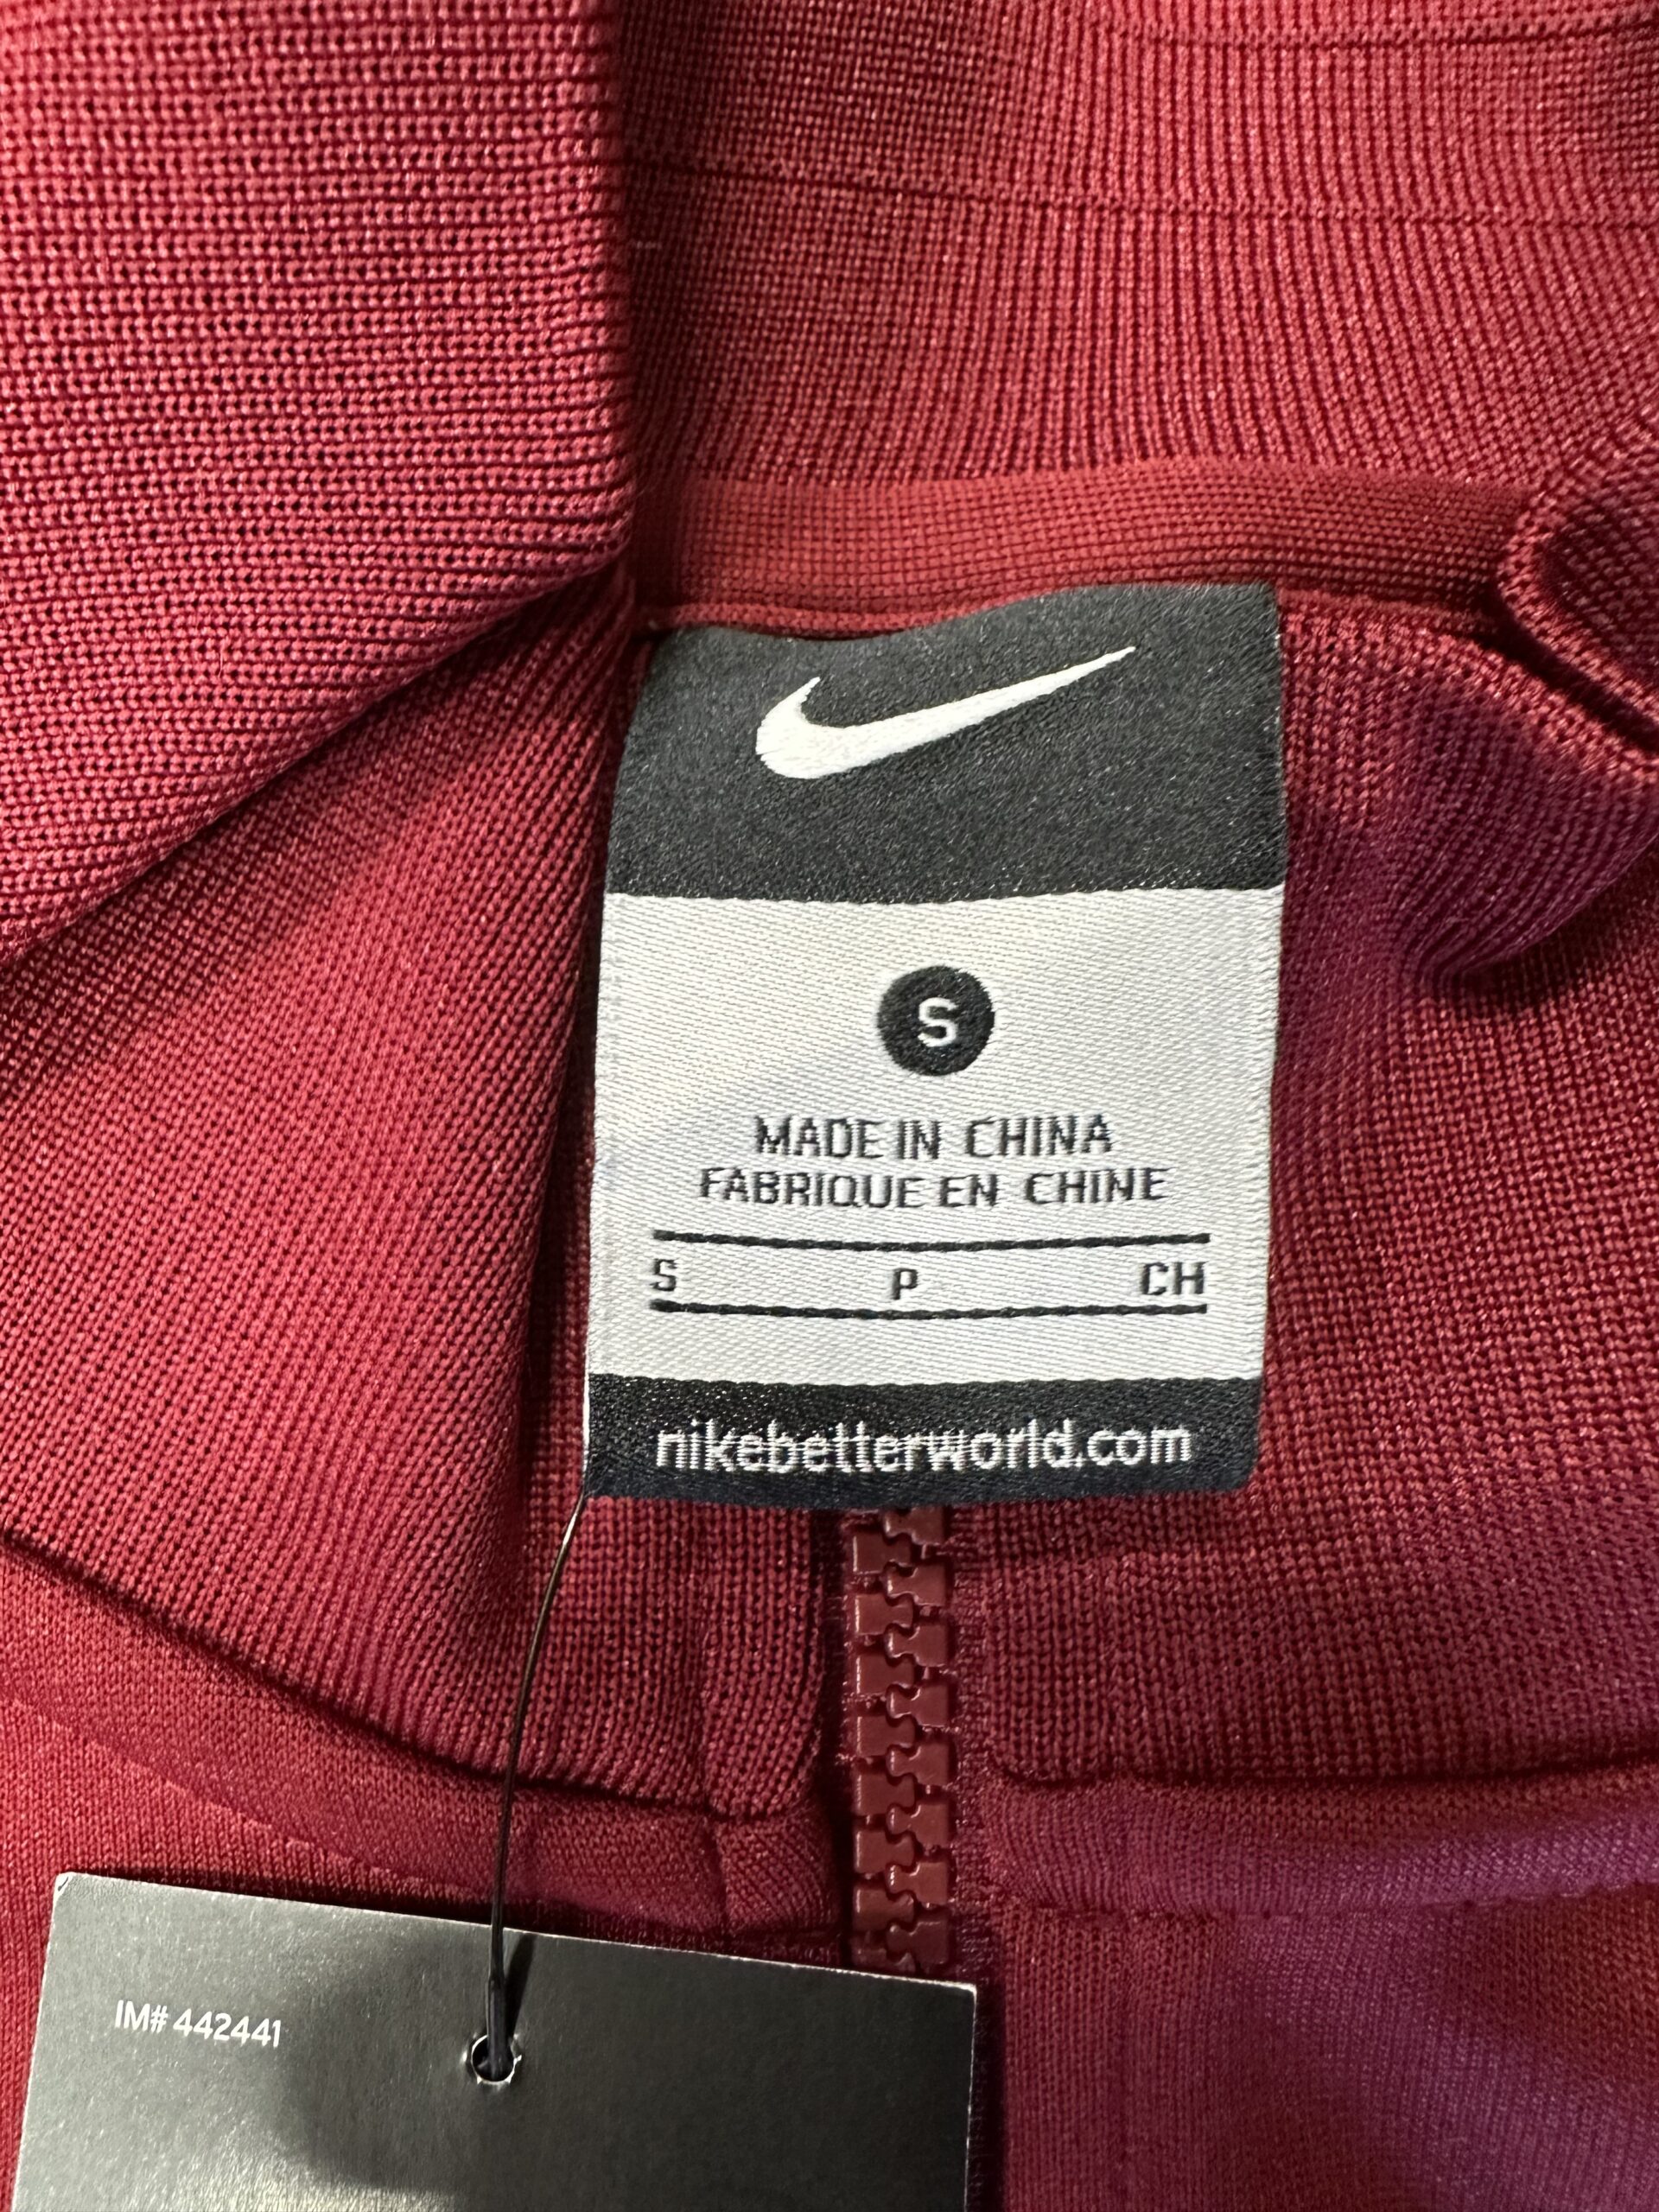 S
MADE IN CHINA
FABRIQUE EN CHINE
S P CH
nikebetterworld.com
IM# 442441